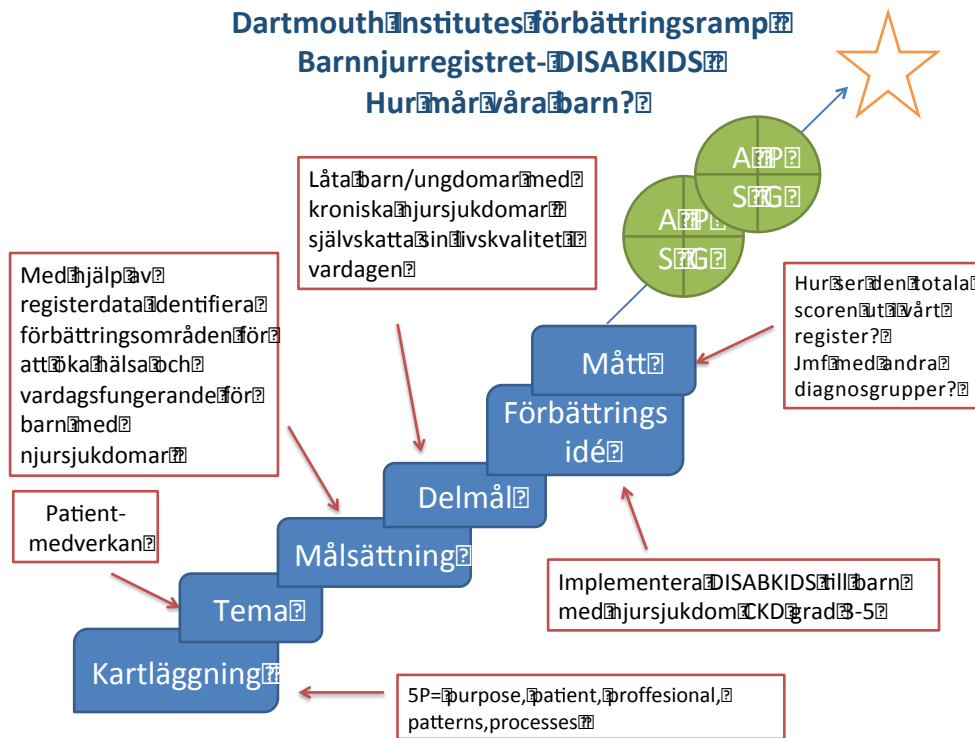 Dartmouth Institutes förbättringsramp
Barnnjurregistret- DISABKIDS
Hur mår våra barn?
A P
S G
A P
S G
Låta barn/ungdomar med
kroniska njursjukdomar
självskatta sin livskvalitet
vardagen
Med hjälp av
registerdata identifiera
förbättringsområden för
att öka hälsa och
vardagsfungerande för
barn med
njursjukdomar
Hur ser den totala
scoren ut vårt
register?
Jmf med andra
diagnosgrupper?
Mått
Förbättrings
idé
Delmål
Patient-
medverkan
Målsättning
Implementera DISABKIDS till barn
med njursjukdom CKD grad 3-5
Tema
Kartläggning
5P= purpose, patient, proffesional,
patterns,processes